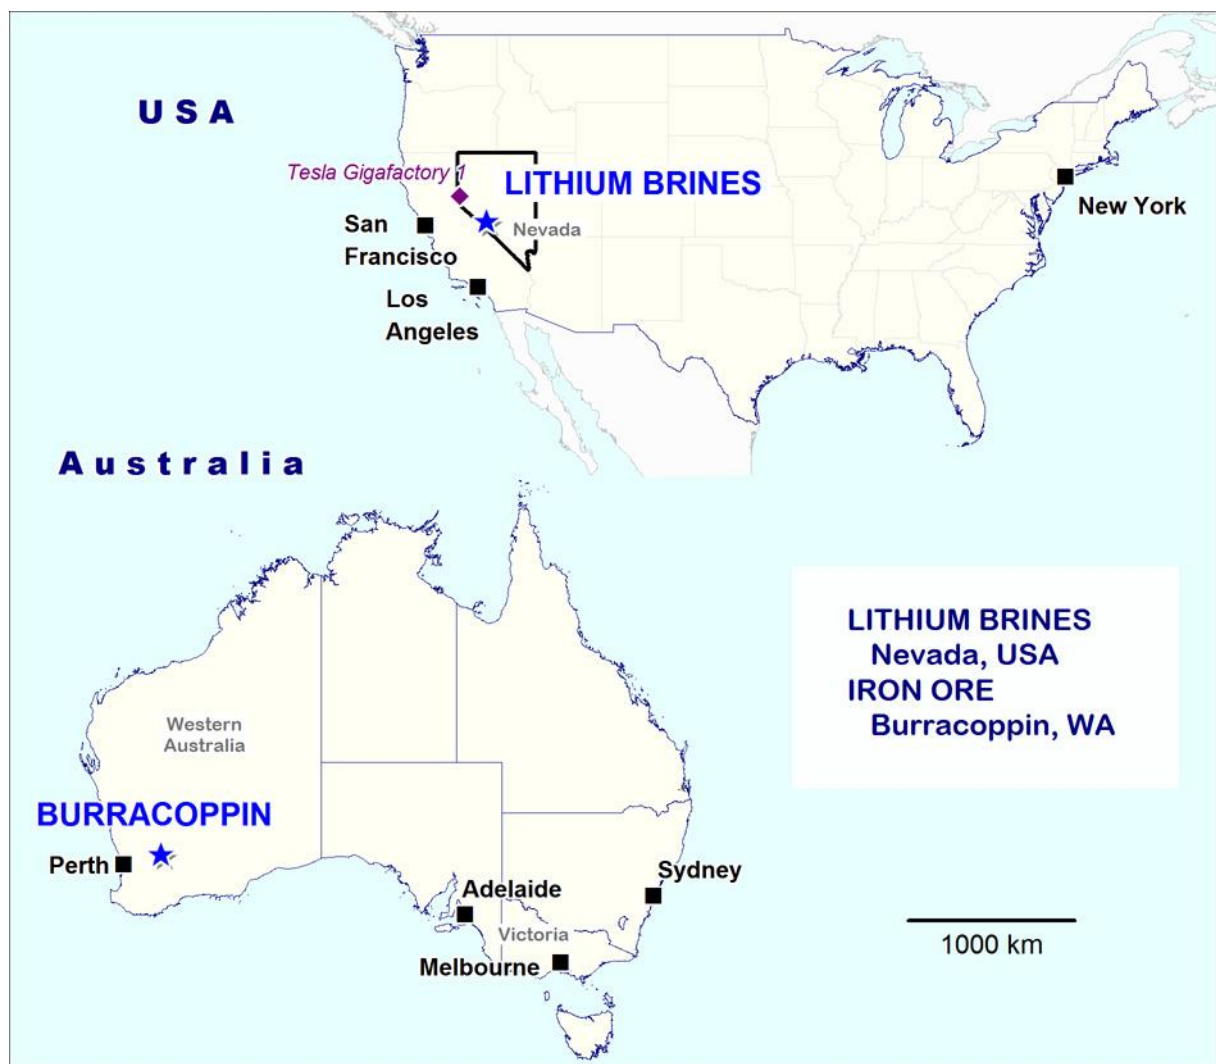 USA
Tesla Gigafactory 1
LITHIUM BRINES
Nevada
San
Francisco
Los
Angeles
New York
Australia
LITHIUM BRINES
Nevada, USA
IRON ORE
Burracoppin, WA
Western
Australia
BURRACOPPIN
Perth
Adelaide
Sydney
Victoria
Melbourne
1000 km